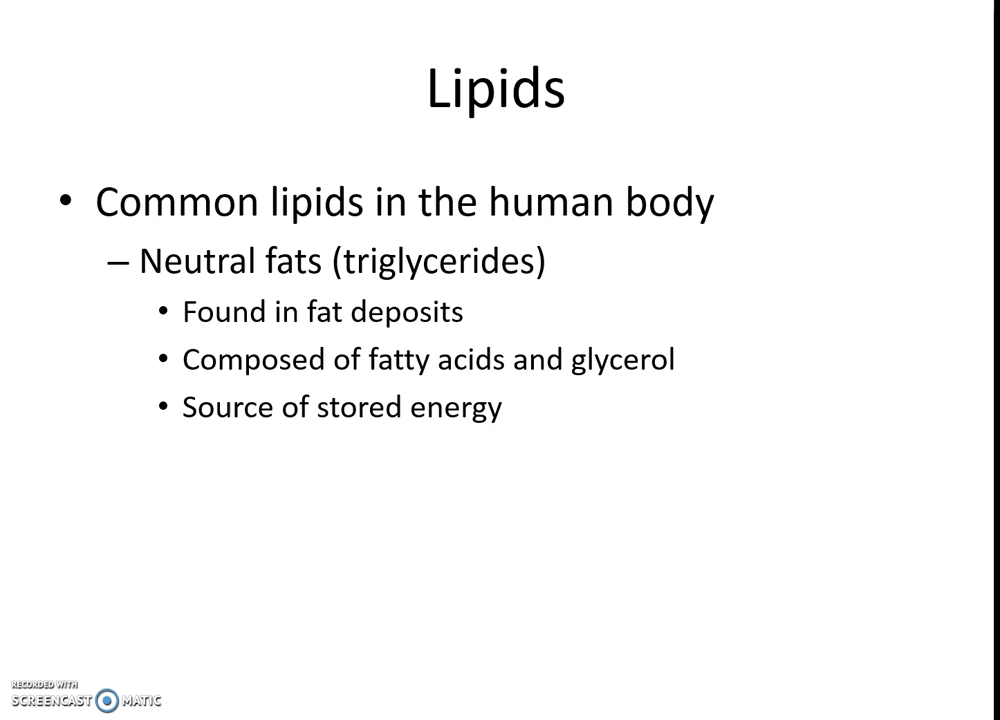 Lipids
• Common lipids in the human body
– Neutral fats (triglycerides)
• Found in fat deposits
• Composed of fatty acids and glycerol
• Source of stored energy
RECORDED WITH
SCREENCAST MATIC